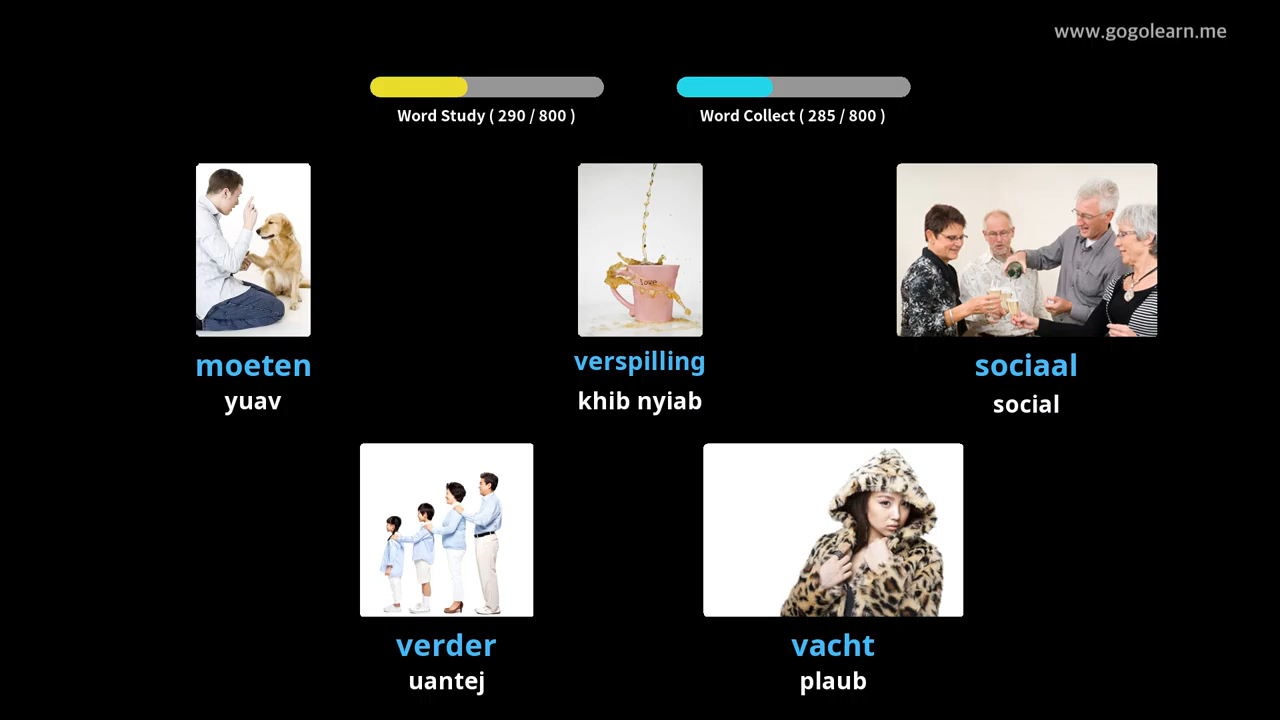 www.gogolearn.me
Word Study ( 290 / 800 )
Word Collect ( 285 / 800 )
love
moeten
verspilling
sociaal
yuav
khib nyiab
social
verder
vacht
uantej
plaub